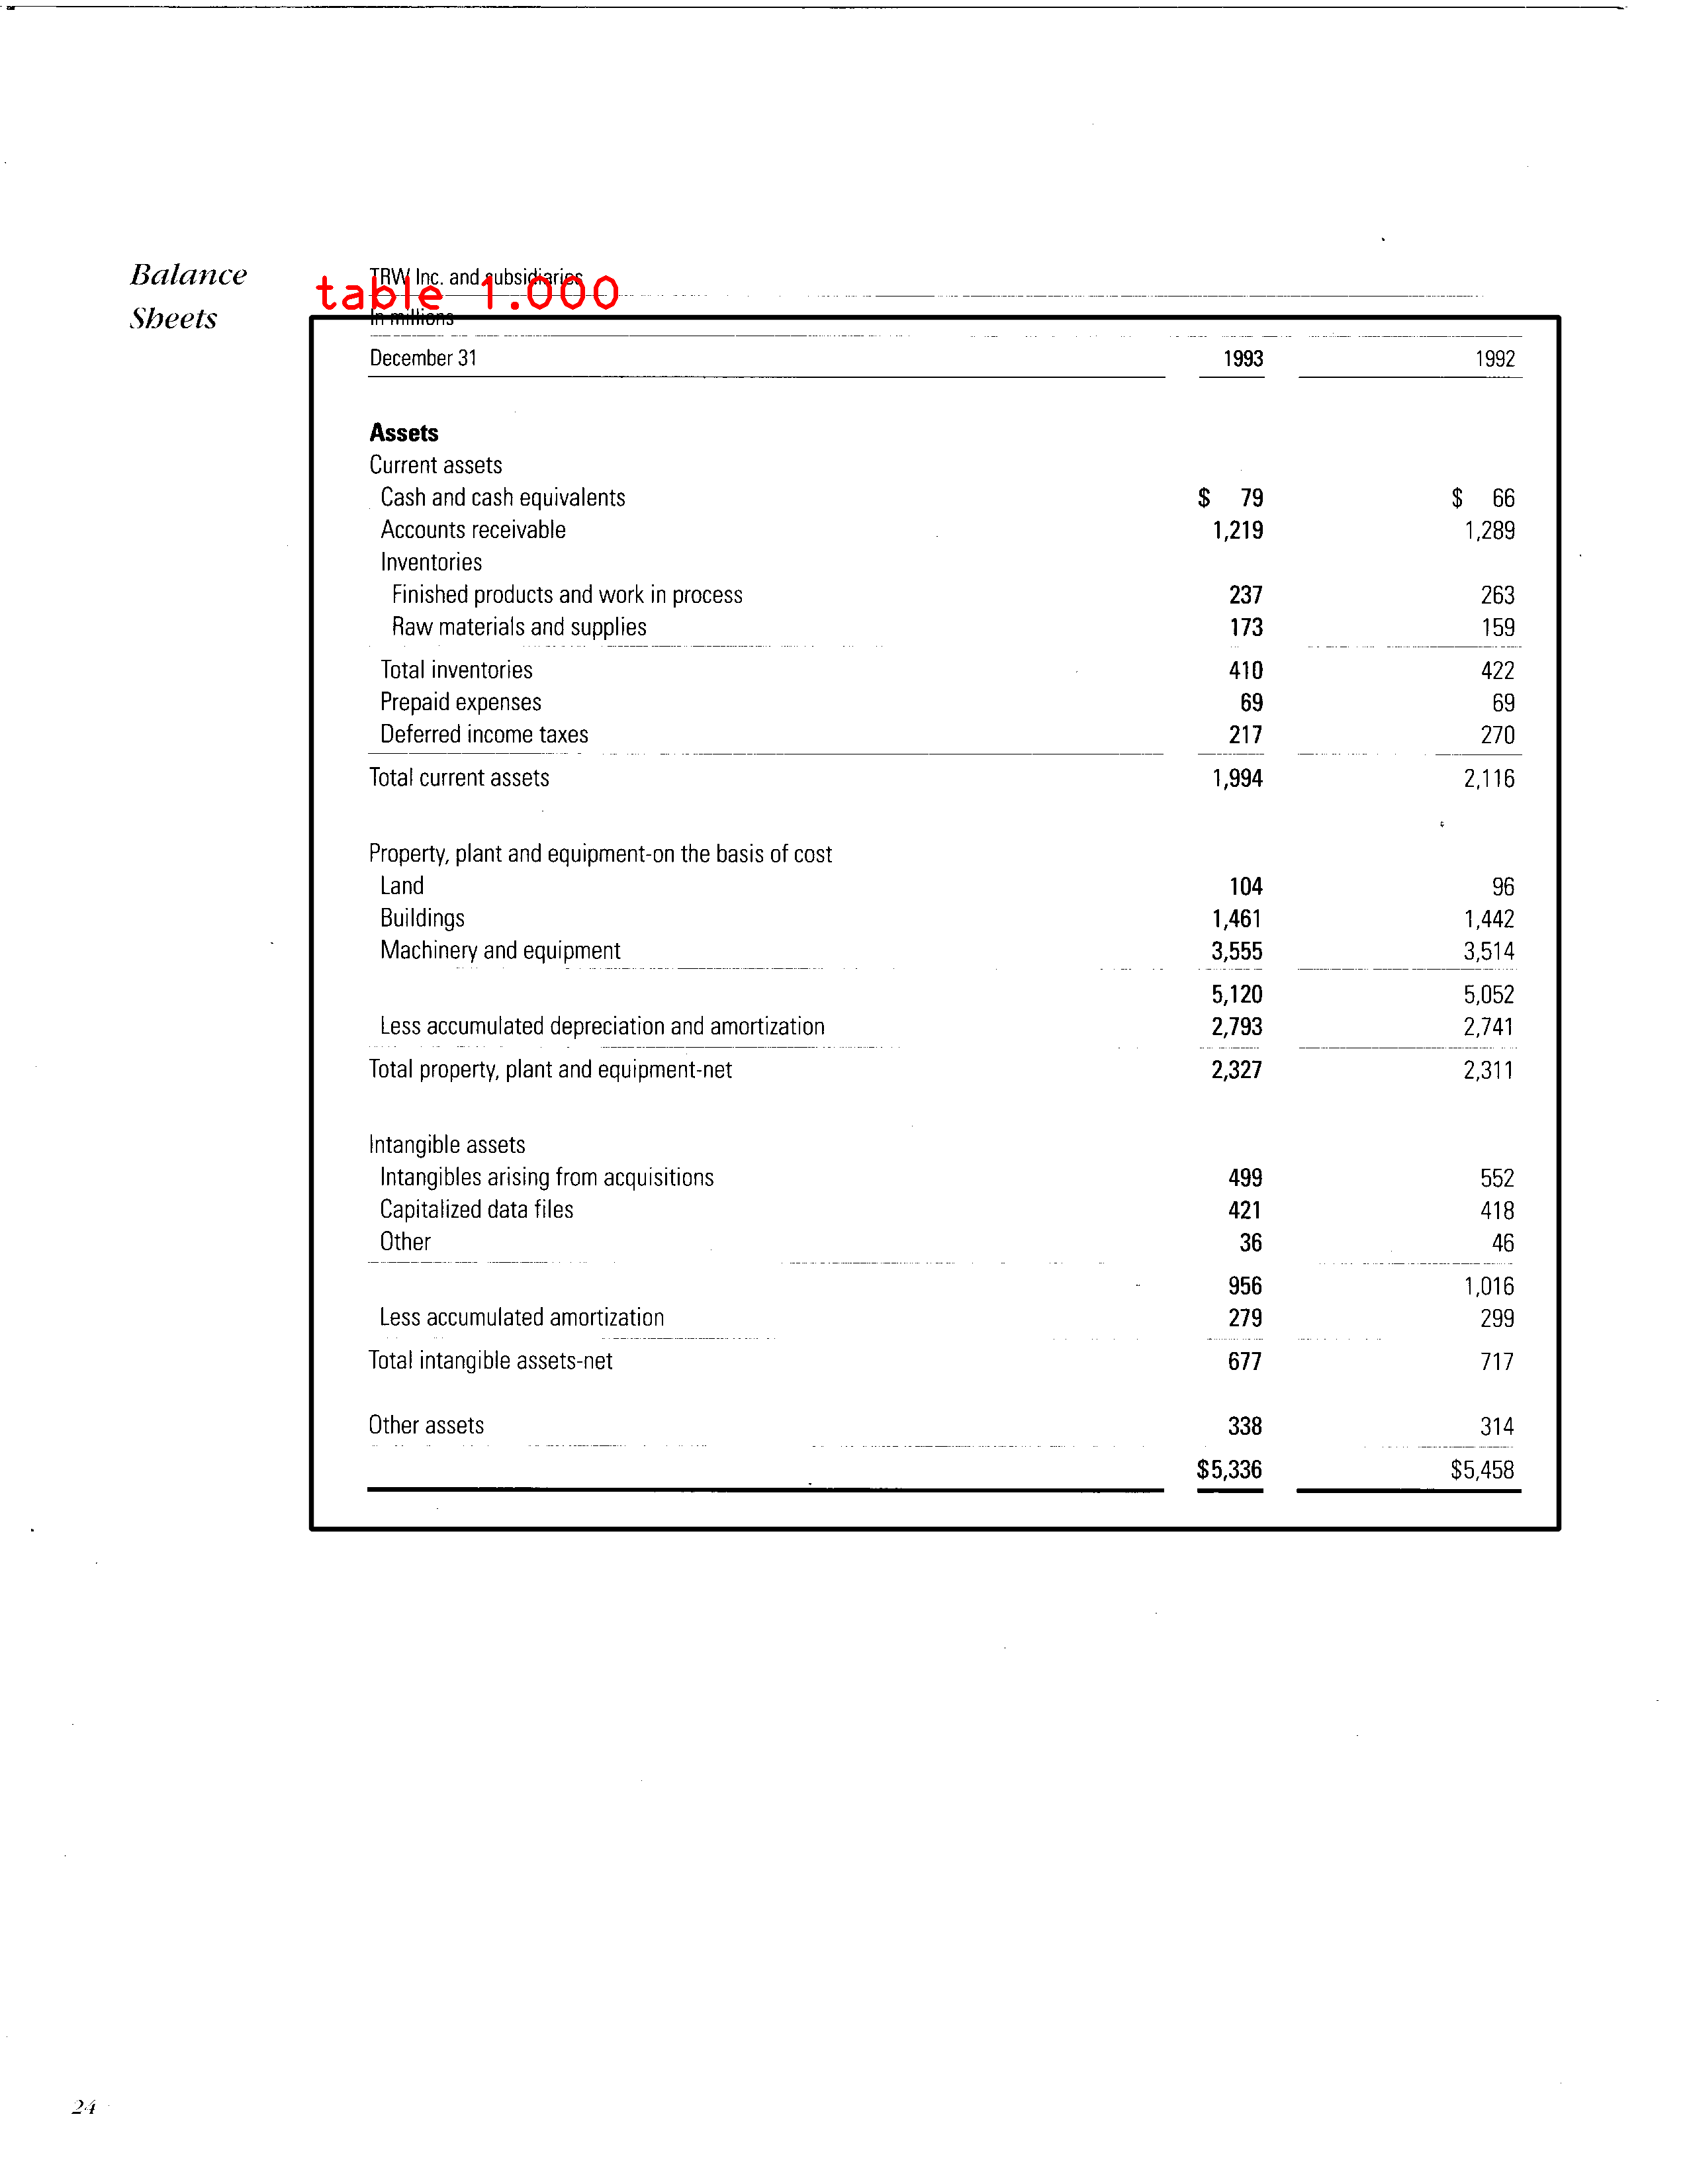 Balance
Sheets
TRW Inc. and subsidiaries
table 1.000
In millions
December 31 1993 1992
Assets
Current assets
Cash and cash equivalents $ 79 $ 66
Accounts receivable 1,219 1,289
Inventories
Finished products and work in process 237 263
Raw materials and supplies 173 159
Total inventories 410 422
Prepaid expenses 69 69
Deferred income taxes 217 270
Total current assets 1,994 2,116
Property, plant and equipment-on the basis of cost
Land 104 96
Buildings 1,461 1,442
Machinery and equipment 3,555 3,514
5,120 5,052
Less accumulated depreciation and amortization 2,793 2,741
Total property, plant and equipment-net 2,327 2,311
Intangible assets
Intangibles arising from acquisitions 499 552
Capitalized data files 421 418
Other 36 46
956 1,016
Less accumulated amortization 279 299
Total intangible assets-net 677 717
Other assets 338 314
$5,336 $5,458
24